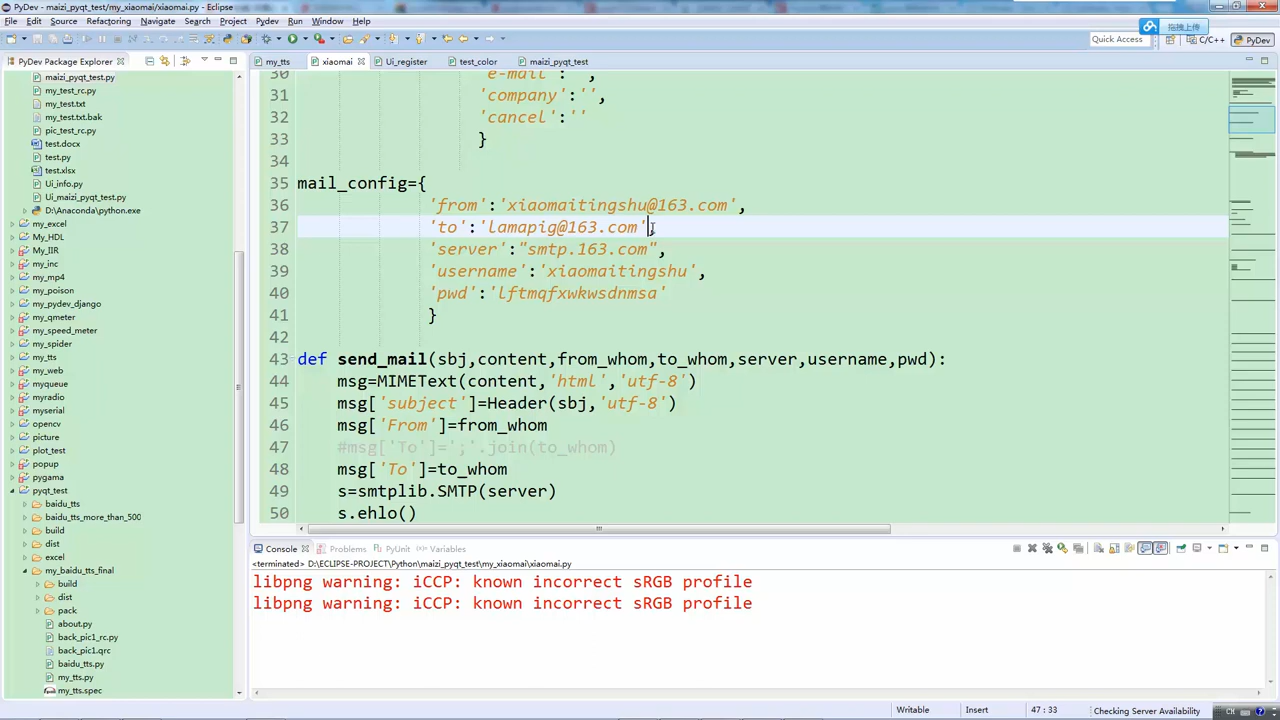 PyDev - maizi_pyqt_test/my_xiaomai/xiaomai.py - Eclipse
File Edit Source Refactoring Navigate Search Project Pydev Run Window Help
拖拽上传
Quick Access
C/C++
PyDev
PyDev Package Explorer
my_tts
xiaomai
Ui_register
test_color
maizi_pyqt_test
maizi_pyqt_test.py
my_test_rc.py
my_test.txt
my_test.txt.bak
pic_test_rc.py
test.docx
test.py
test.xlsx
Ui_info.py
Ui_maizi_pyqt_test.py
D:\Anaconda\python.exe
my_excel
My_HDL
My_IIR
my_inc
my_mp4
my_poison
my_pydev_django
my_qmeter
my_speed_meter
my_spider
my_tts
my_web
myqueue
myradio
myserial
opencv
picture
plot_test
popup
pygama
pyqt_test
baidu_tts
baidu_tts_more_than_500
build
dist
excel
my_baidu_tts_final
build
dist
pack
about.py
back_pic1_rc.py
back_pic1.qrc
baidu_tts.py
my_tts.py
my_tts.spec
30 'e-mail':'',
31 'company':'',
32 'cancel':''
33 }
34
35 mail_config={
36 'from':'xiaomaitingshu@163.com',
37 'to':'lamapig@163.com',
38 'server':"smtp.163.com",
39 'username':'xiaomaitingshu',
40 'pwd':'lftmqfxwkwsdnmsa'
41 }
42
43 def send_mail(sbj,content,from_whom,to_whom,server,username,pwd):
44 msg=MIMEText(content,'html','utf-8')
45 msg['subject']=Header(sbj,'utf-8')
46 msg['From']=from_whom
47 #msg['To']=';'.join(to_whom)
48 msg['To']=to_whom
49 s=smtplib.SMTP(server)
50 s.ehlo()
Console Problems PyUnit Variables
<terminated> D:\ECLIPSE-PROJECT\Python\maizi_pyqt_test\my_xiaomai\xiaomai.py
libpng warning: iCCP: known incorrect sRGB profile
libpng warning: iCCP: known incorrect sRGB profile
Writable Insert 47 : 33 Checking Server Availability
CH